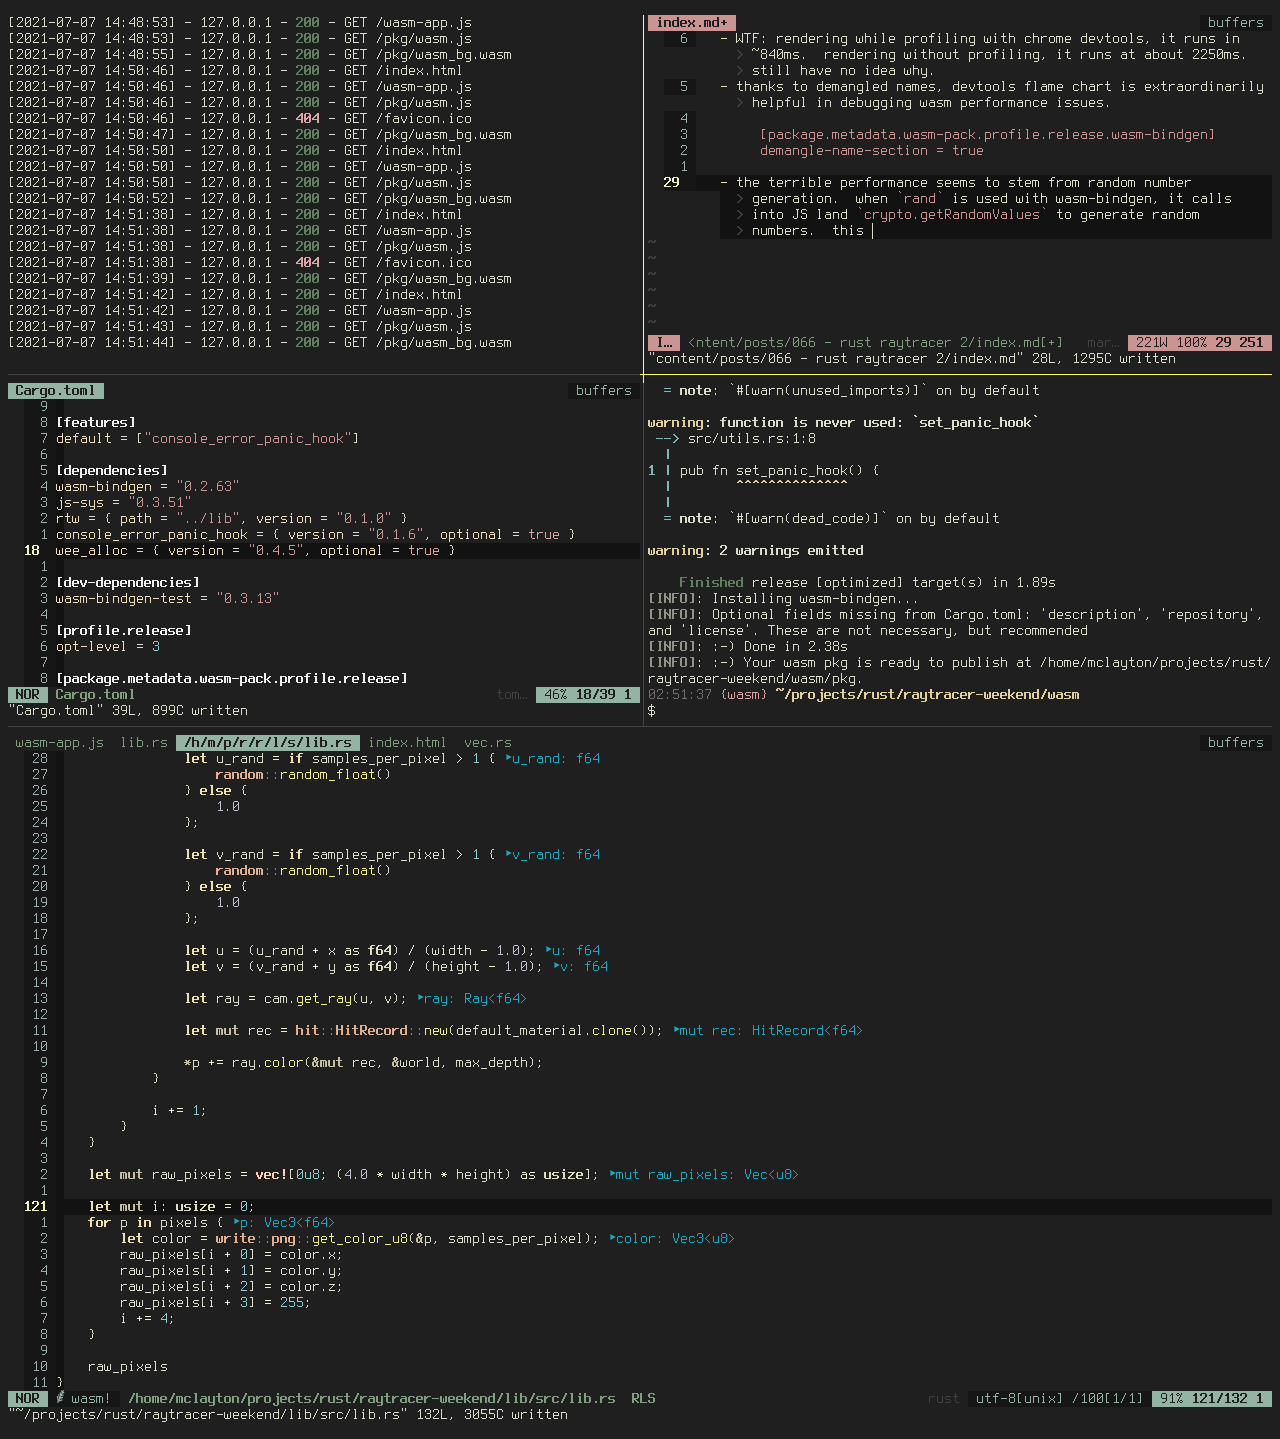 [2021-07-07 14:48:53] - 127.0.0.1 - 200 - GET /wasm-app.js
[2021-07-07 14:48:53] - 127.0.0.1 - 200 - GET /pkg/wasm.js
[2021-07-07 14:48:55] - 127.0.0.1 - 200 - GET /pkg/wasm_bg.wasm
[2021-07-07 14:50:46] - 127.0.0.1 - 200 - GET /index.html
[2021-07-07 14:50:46] - 127.0.0.1 - 200 - GET /wasm-app.js
[2021-07-07 14:50:46] - 127.0.0.1 - 200 - GET /pkg/wasm.js
[2021-07-07 14:50:46] - 127.0.0.1 - 404 - GET /favicon.ico
[2021-07-07 14:50:47] - 127.0.0.1 - 200 - GET /pkg/wasm_bg.wasm
[2021-07-07 14:50:50] - 127.0.0.1 - 200 - GET /index.html
[2021-07-07 14:50:50] - 127.0.0.1 - 200 - GET /wasm-app.js
[2021-07-07 14:50:50] - 127.0.0.1 - 200 - GET /pkg/wasm.js
[2021-07-07 14:50:52] - 127.0.0.1 - 200 - GET /pkg/wasm_bg.wasm
[2021-07-07 14:51:38] - 127.0.0.1 - 200 - GET /index.html
[2021-07-07 14:51:38] - 127.0.0.1 - 200 - GET /wasm-app.js
[2021-07-07 14:51:38] - 127.0.0.1 - 200 - GET /pkg/wasm.js
[2021-07-07 14:51:38] - 127.0.0.1 - 404 - GET /favicon.ico
[2021-07-07 14:51:39] - 127.0.0.1 - 200 - GET /pkg/wasm_bg.wasm
[2021-07-07 14:51:42] - 127.0.0.1 - 200 - GET /index.html
[2021-07-07 14:51:42] - 127.0.0.1 - 200 - GET /wasm-app.js
[2021-07-07 14:51:43] - 127.0.0.1 - 200 - GET /pkg/wasm.js
[2021-07-07 14:51:44] - 127.0.0.1 - 200 - GET /pkg/wasm_bg.wasm
index.md+ buffers
6 - WTF: rendering while profiling with chrome devtools, it runs in
> ~840ms.  rendering without profiling, it runs at about 2250ms.
> still have no idea why.
5 - thanks to demangled names, devtools flame chart is extraordinarily
> helpful in debugging wasm performance issues.
4
3 [package.metadata.wasm-pack.profile.release.wasm-bindgen]
2 demangle-name-section = true
1
29 - the terrible performance seems to stem from random number
> generation.  when `rand` is used with wasm-bindgen, it calls
> into JS land `crypto.getRandomValues` to generate random
> numbers.  this
~
~
~
~
~
~
I… <ntent/posts/066 - rust raytracer 2/index.md[+] mar… 221W 100% 29 251
"content/posts/066 - rust raytracer 2/index.md" 28L, 1295C written
Cargo.toml buffers
9
8 [features]
7 default = ["console_error_panic_hook"]
6
5 [dependencies]
4 wasm-bindgen = "0.2.63"
3 js-sys = "0.3.51"
2 rtw = { path = "../lib", version = "0.1.0" }
1 console_error_panic_hook = { version = "0.1.6", optional = true }
18 wee_alloc = { version = "0.4.5", optional = true }
1
2 [dev-dependencies]
3 wasm-bindgen-test = "0.3.13"
4
5 [profile.release]
6 opt-level = 3
7
8 [package.metadata.wasm-pack.profile.release]
NOR Cargo.toml tom… 46% 18/39 1
"Cargo.toml" 39L, 899C written
= note: `#[warn(unused_imports)]` on by default
warning: function is never used: `set_panic_hook`
--> src/utils.rs:1:8
|
1 | pub fn set_panic_hook() {
| ^^^^^^^^^^^^^^
|
= note: `#[warn(dead_code)]` on by default
warning: 2 warnings emitted
Finished release [optimized] target(s) in 1.89s
[INFO]: Installing wasm-bindgen...
[INFO]: Optional fields missing from Cargo.toml: 'description', 'repository',
and 'license'. These are not necessary, but recommended
[INFO]: :-) Done in 2.38s
[INFO]: :-) Your wasm pkg is ready to publish at /home/mclayton/projects/rust/
raytracer-weekend/wasm/pkg.
02:51:37 {wasm} ~/projects/rust/raytracer-weekend/wasm
$
wasm-app.js lib.rs /h/m/p/r/r/l/s/lib.rs index.html vec.rs buffers
28 let u_rand = if samples_per_pixel > 1 { ‣u_rand: f64
27 random::random_float()
26 } else {
25 1.0
24 };
23
22 let v_rand = if samples_per_pixel > 1 { ‣v_rand: f64
21 random::random_float()
20 } else {
19 1.0
18 };
17
16 let u = (u_rand + x as f64) / (width - 1.0); ‣u: f64
15 let v = (v_rand + y as f64) / (height - 1.0); ‣v: f64
14
13 let ray = cam.get_ray(u, v); ‣ray: Ray<f64>
12
11 let mut rec = hit::HitRecord::new(default_material.clone()); ‣mut rec: HitRecord<f64>
10
9 *p += ray.color(&mut rec, &world, max_depth);
8 }
7
6 i += 1;
5 }
4 }
3
2 let mut raw_pixels = vec![0u8; (4.0 * width * height) as usize]; ‣mut raw_pixels: Vec<u8>
1
121 let mut i: usize = 0;
1 for p in pixels { ‣p: Vec3<f64>
2 let color = write::png::get_color_u8(&p, samples_per_pixel); ‣color: Vec3<u8>
3 raw_pixels[i + 0] = color.x;
4 raw_pixels[i + 1] = color.y;
5 raw_pixels[i + 2] = color.z;
6 raw_pixels[i + 3] = 255;
7 i += 4;
8 }
9
10 raw_pixels
11 }
NOR wasm! /home/mclayton/projects/rust/raytracer-weekend/lib/src/lib.rs RLS rust utf-8[unix] /100[1/1] 91% 121/132 1
"~/projects/rust/raytracer-weekend/lib/src/lib.rs" 132L, 3055C written